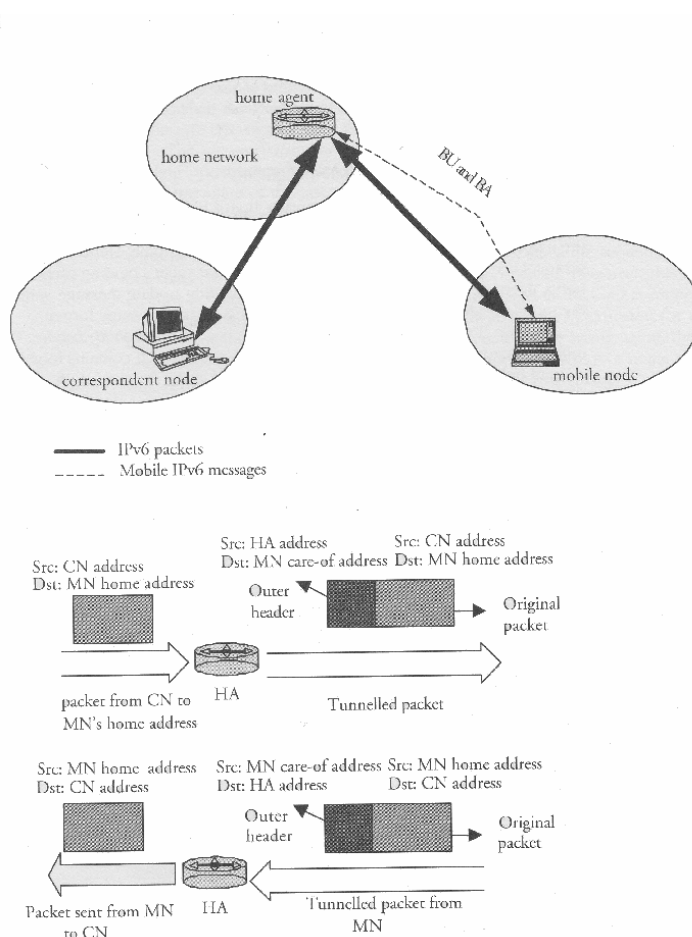 home agent
home network
BU and BA
correspondent node
mobile node
IPv6 packets
Mobile IPv6 messages
Src: CN address
Dst: MN home address
Src: HA address
Dst: MN care-of address
Src: CN address
Dst: MN home address
Outer
header
Original
packet
packet from CN to
MN's home address
HA
Tunnelled packet
Src: MN home address
Dst: CN address
Src: MN care-of address
Dst: HA address
Src: MN home address
Dst: CN address
Outer
header
Original
packet
Packet sent from MN
to CN
HA
Tunnelled packet from
MN